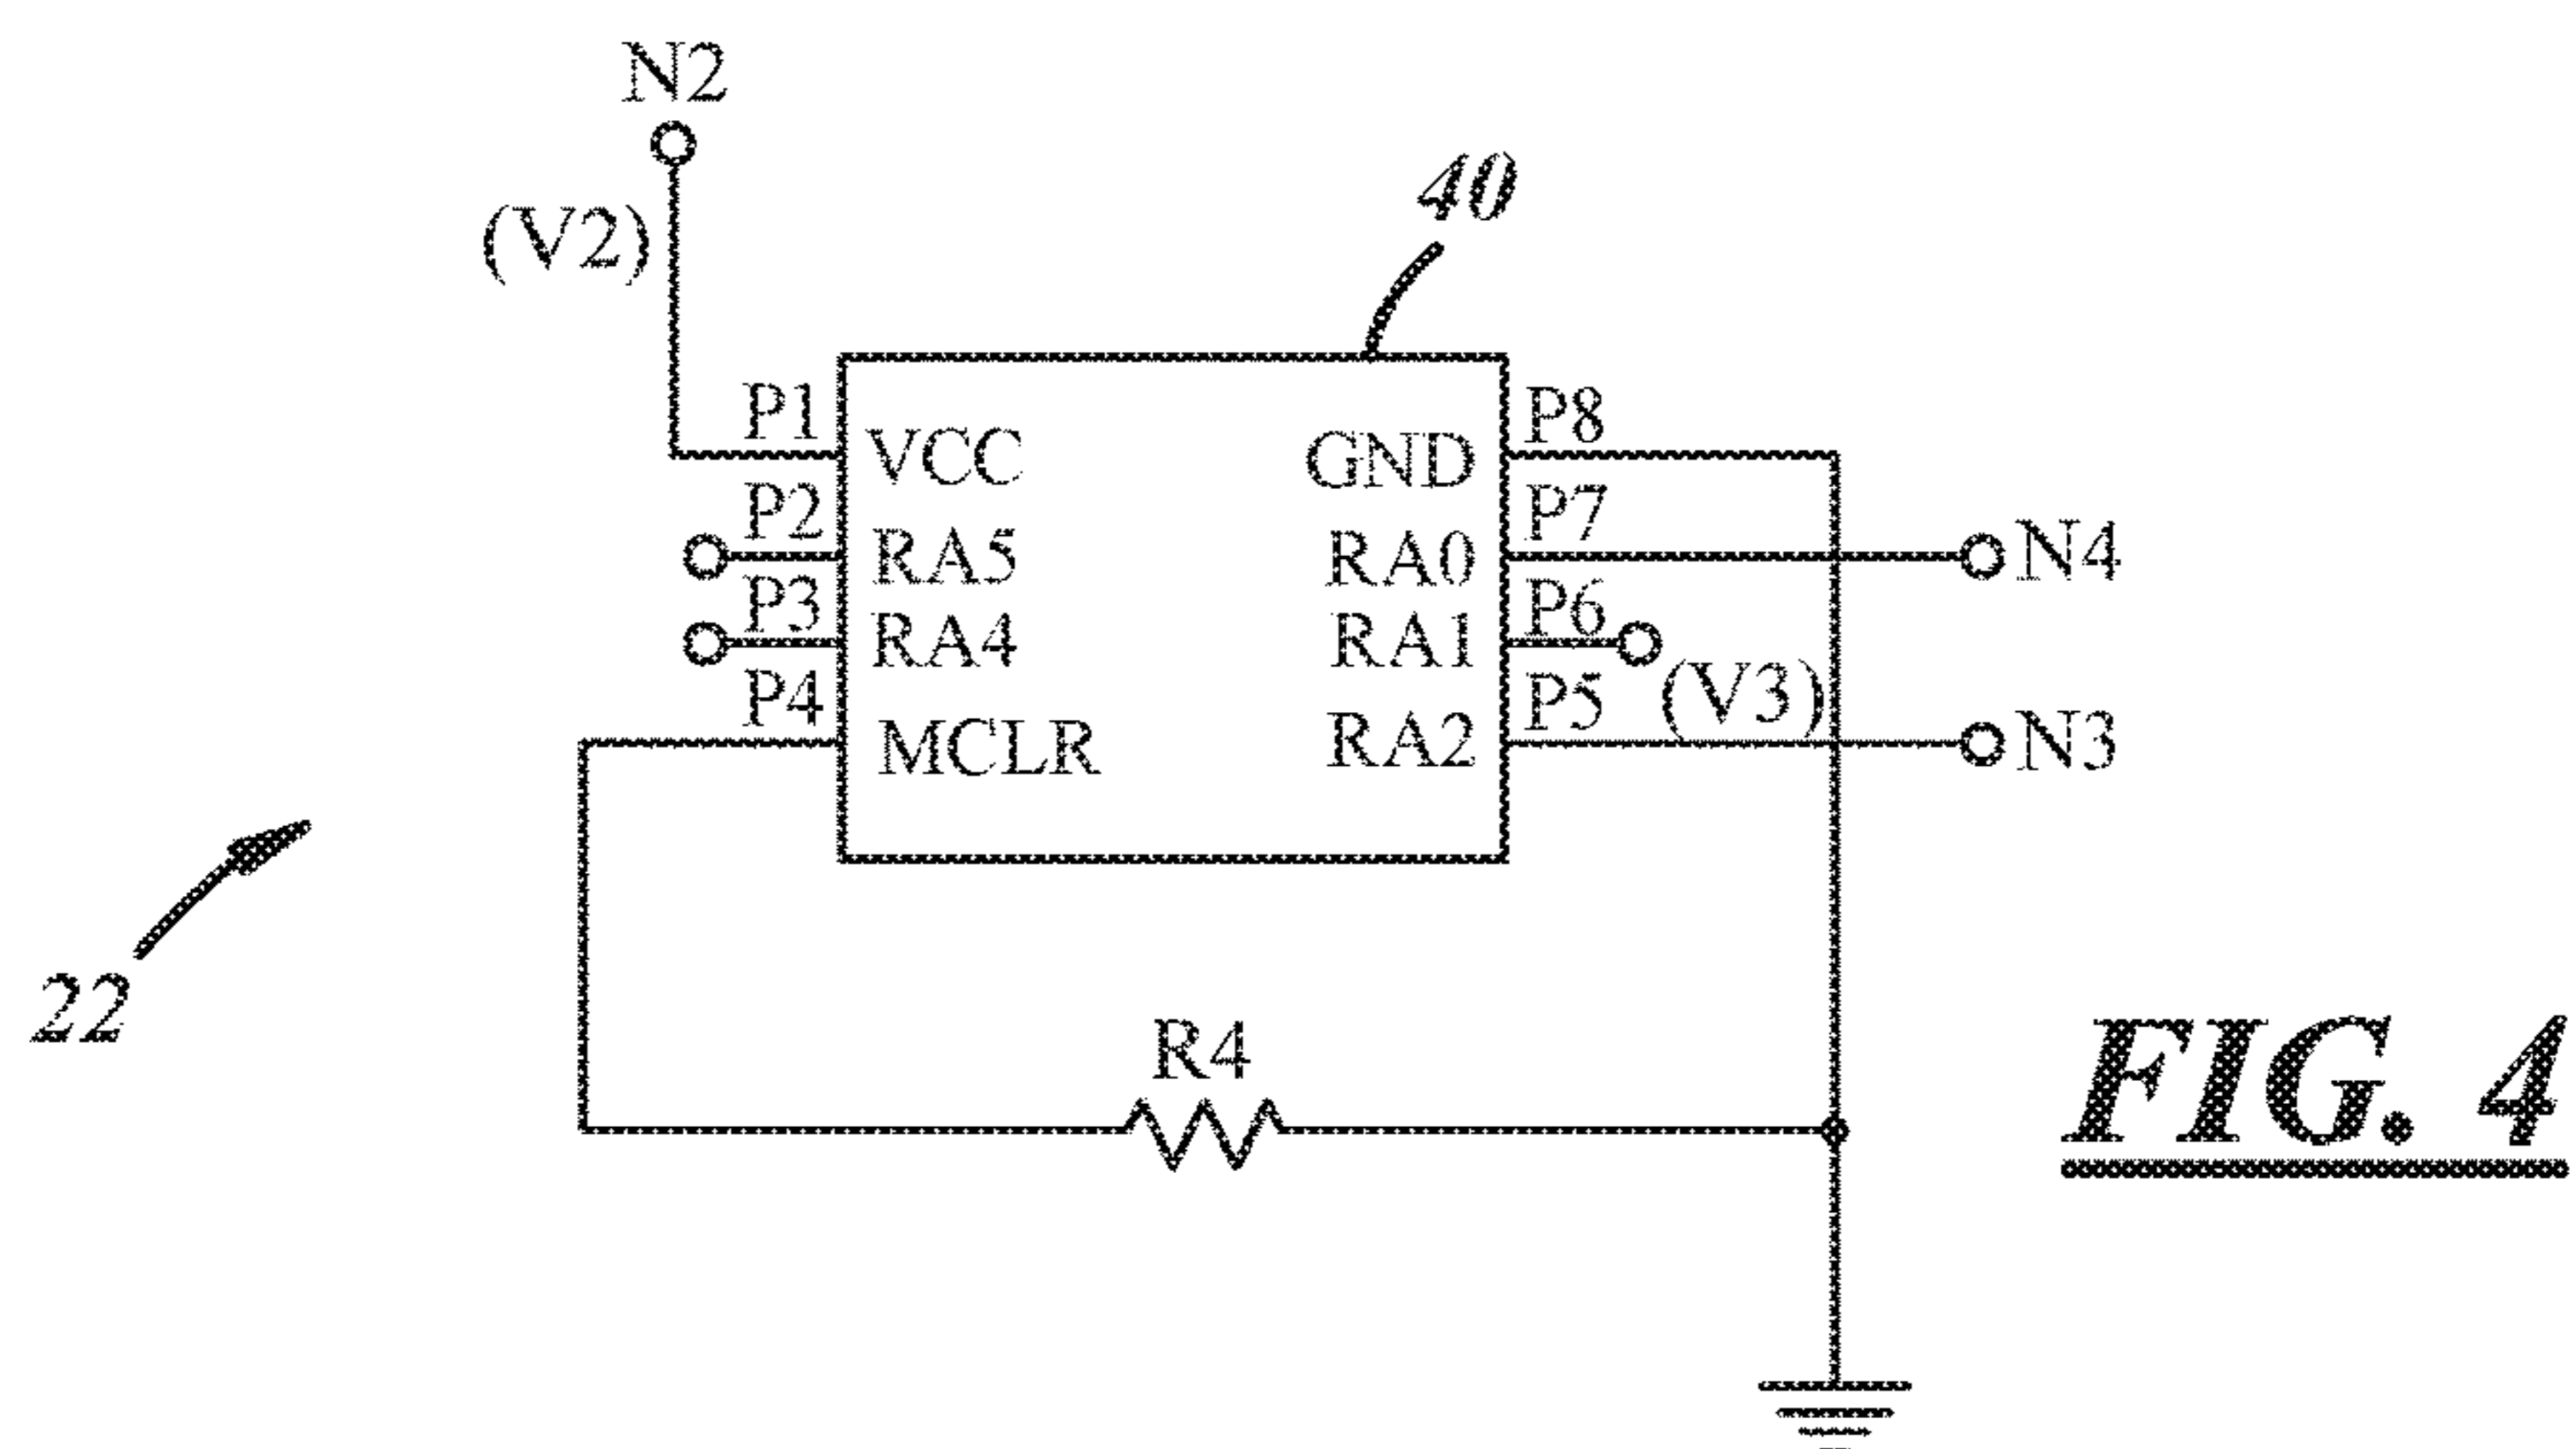 N2
(V2)
40
P1
VCC
GND
P8
P2
RA5
RA0
P7
N4
P3
RA4
RA1
P6
(V3)
P4
MCLR
RA2
P5
N3
22
R4
FIG. 4